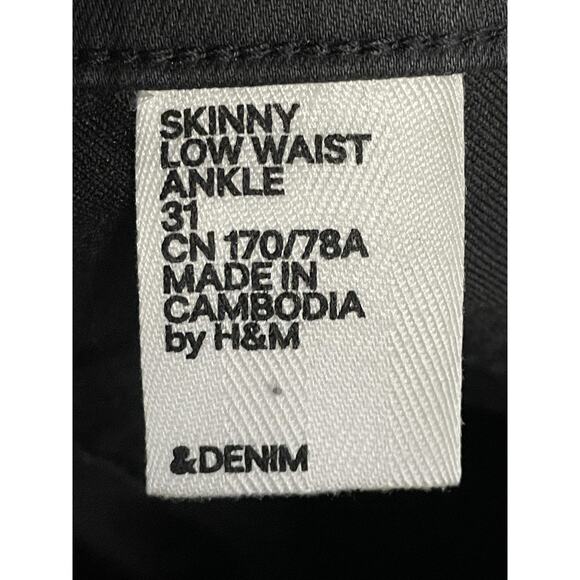 SKINNY
LOW WAIST
ANKLE
31
CN 170/78A
MADE IN
CAMBODIA
by H&M
&DENIM